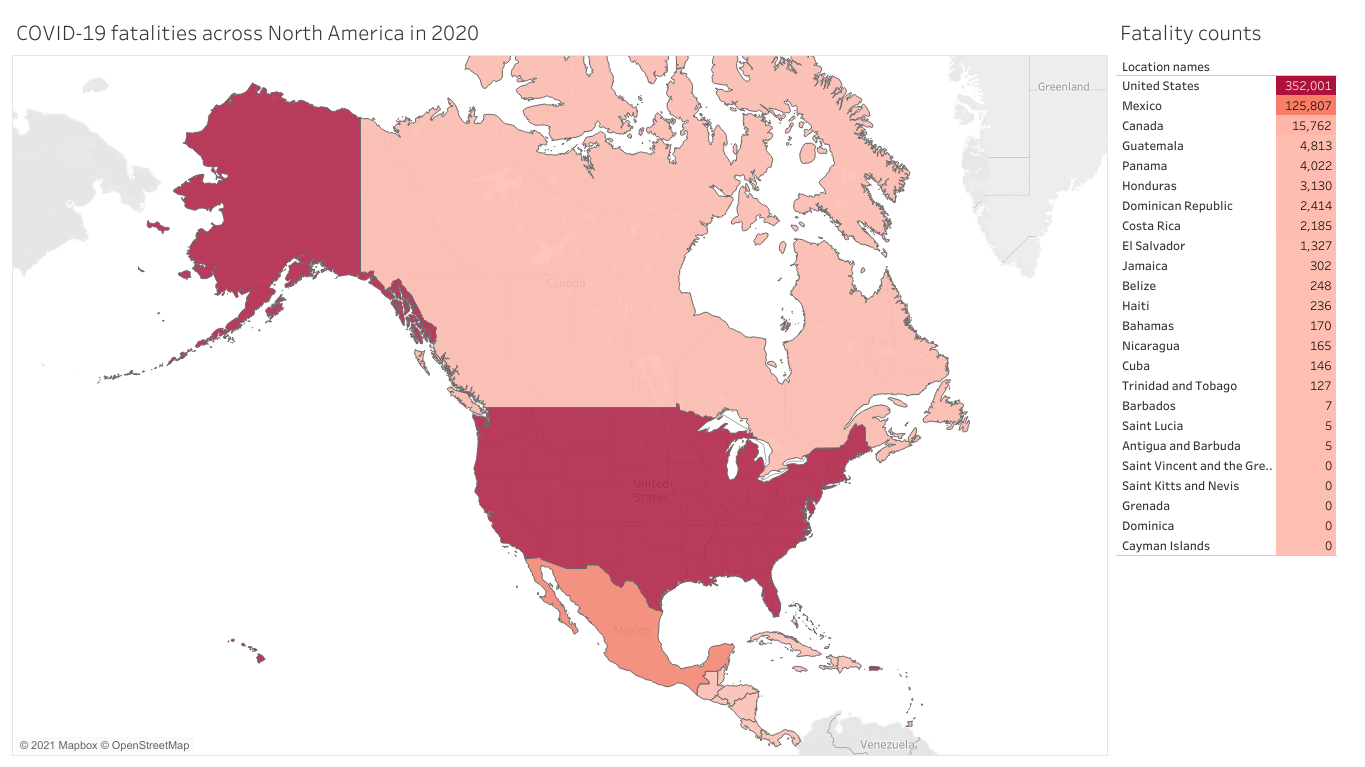 COVID-19 fatalities across North America in 2020
Greenland
Canada
United
States
Mexico
Venezuela
© 2021 Mapbox © OpenStreetMap
Fatality counts
Location names
United States 352,001
Mexico 125,807
Canada 15,762
Guatemala 4,813
Panama 4,022
Honduras 3,130
Dominican Republic 2,414
Costa Rica 2,185
El Salvador 1,327
Jamaica 302
Belize 248
Haiti 236
Bahamas 170
Nicaragua 165
Cuba 146
Trinidad and Tobago 127
Barbados 7
Saint Lucia 5
Antigua and Barbuda 5
Saint Vincent and the Gre.. 0
Saint Kitts and Nevis 0
Grenada 0
Dominica 0
Cayman Islands 0